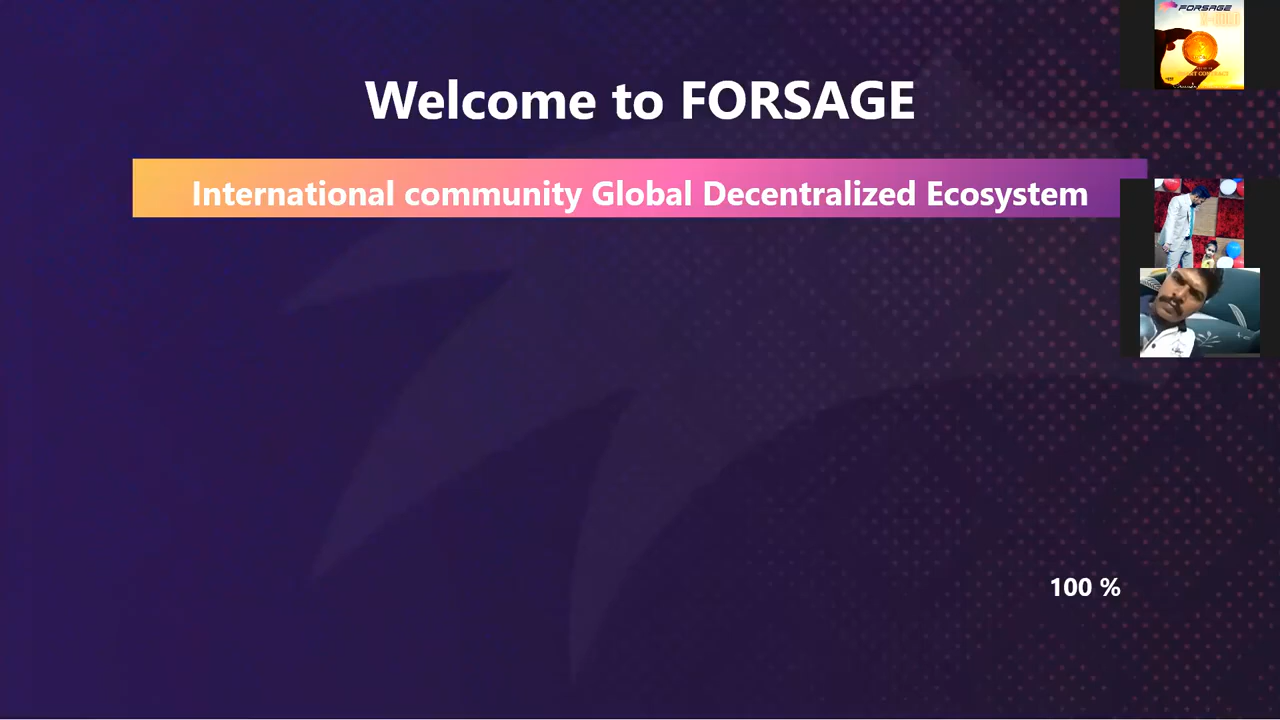 Welcome to FORSAGE
International community Global Decentralized Ecosystem
100 %
FORSAGE